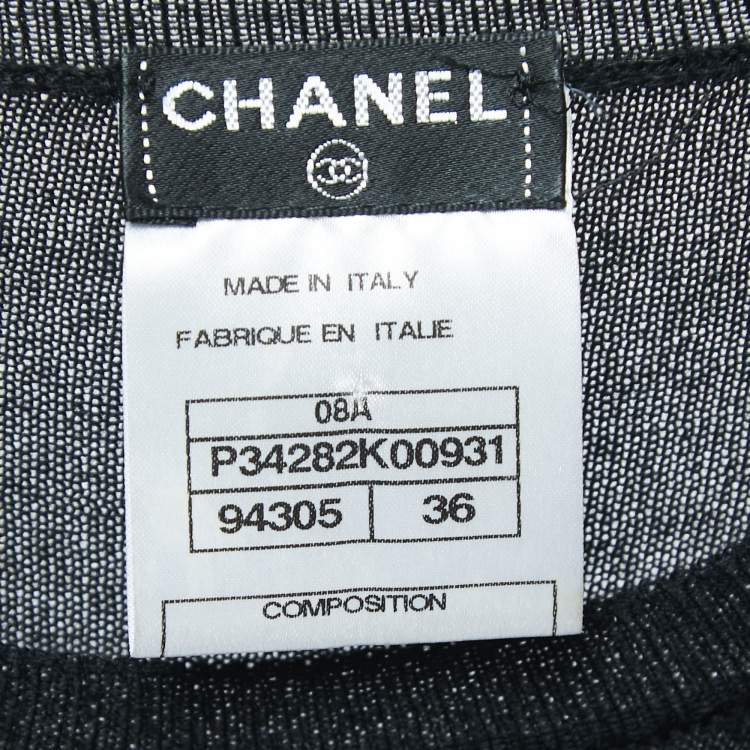 CHANEL
MADE IN ITALY
FABRIQUE EN ITALIE
08A
P34282K00931
94305 36
COMPOSITION